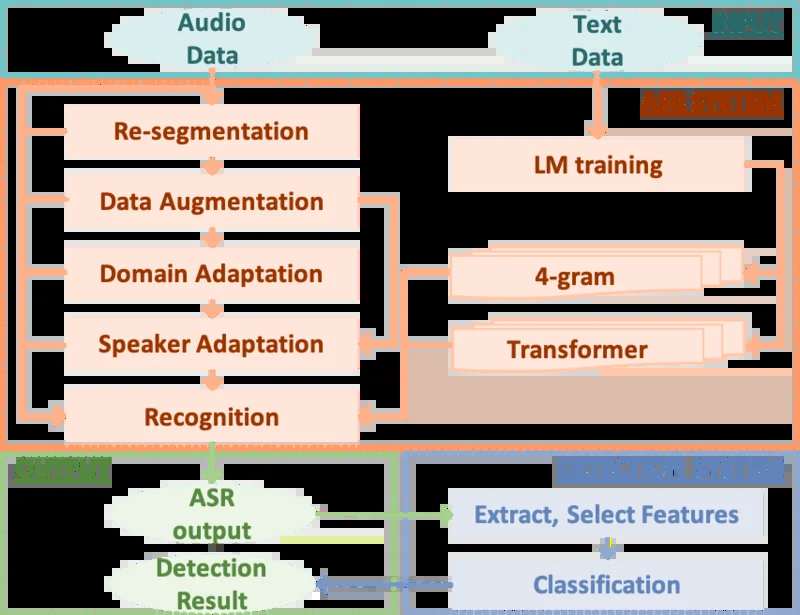 INPUT
Audio
Data
Text
Data
ASR SYSTEM
Re-segmentation
LM training
Data Augmentation
Domain Adaptation
4-gram
Speaker Adaptation
Transformer
Recognition
OUTPUT
DETECTION SYSTEM
ASR
output
Extract, Select Features
Detection
Result
Classification